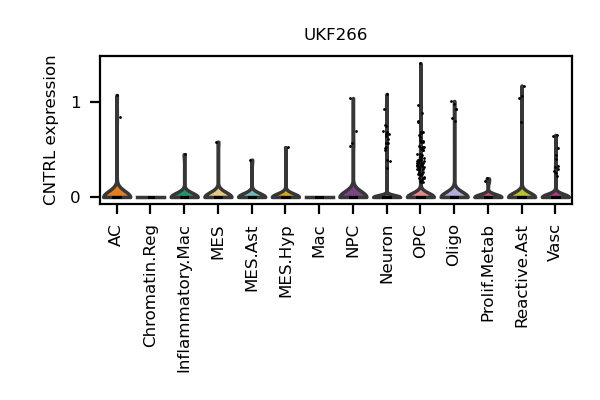 UKF266
CNTRL expression
1
0
AC
Chromatin.Reg
Inflammatory.Mac
MES
MES.Ast
MES.Hyp
Mac
NPC
Neuron
OPC
Oligo
Prolif.Metab
Reactive.Ast
Vasc